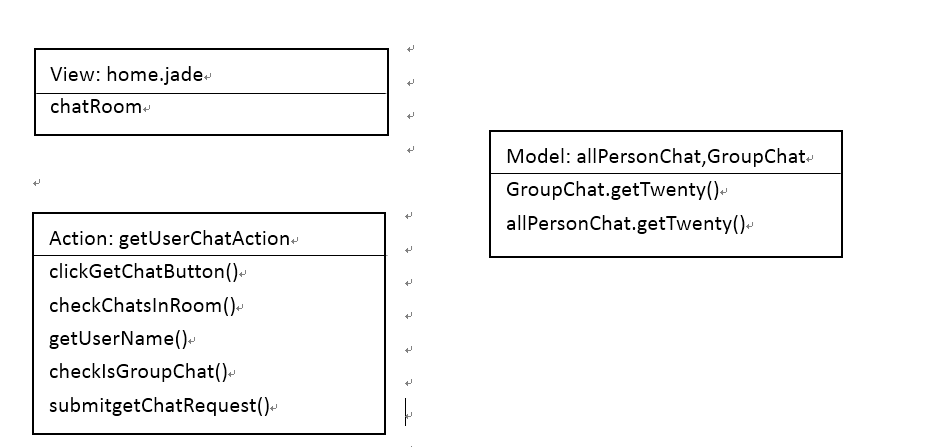 View: home.jade
chatRoom
Action: getUserChatAction
clickGetChatButton()
checkChatsInRoom()
getUserName()
checkIsGroupChat()
submitgetChatRequest()
Model: allPersonChat,GroupChat
GroupChat.getTwenty()
allPersonChat.getTwenty()